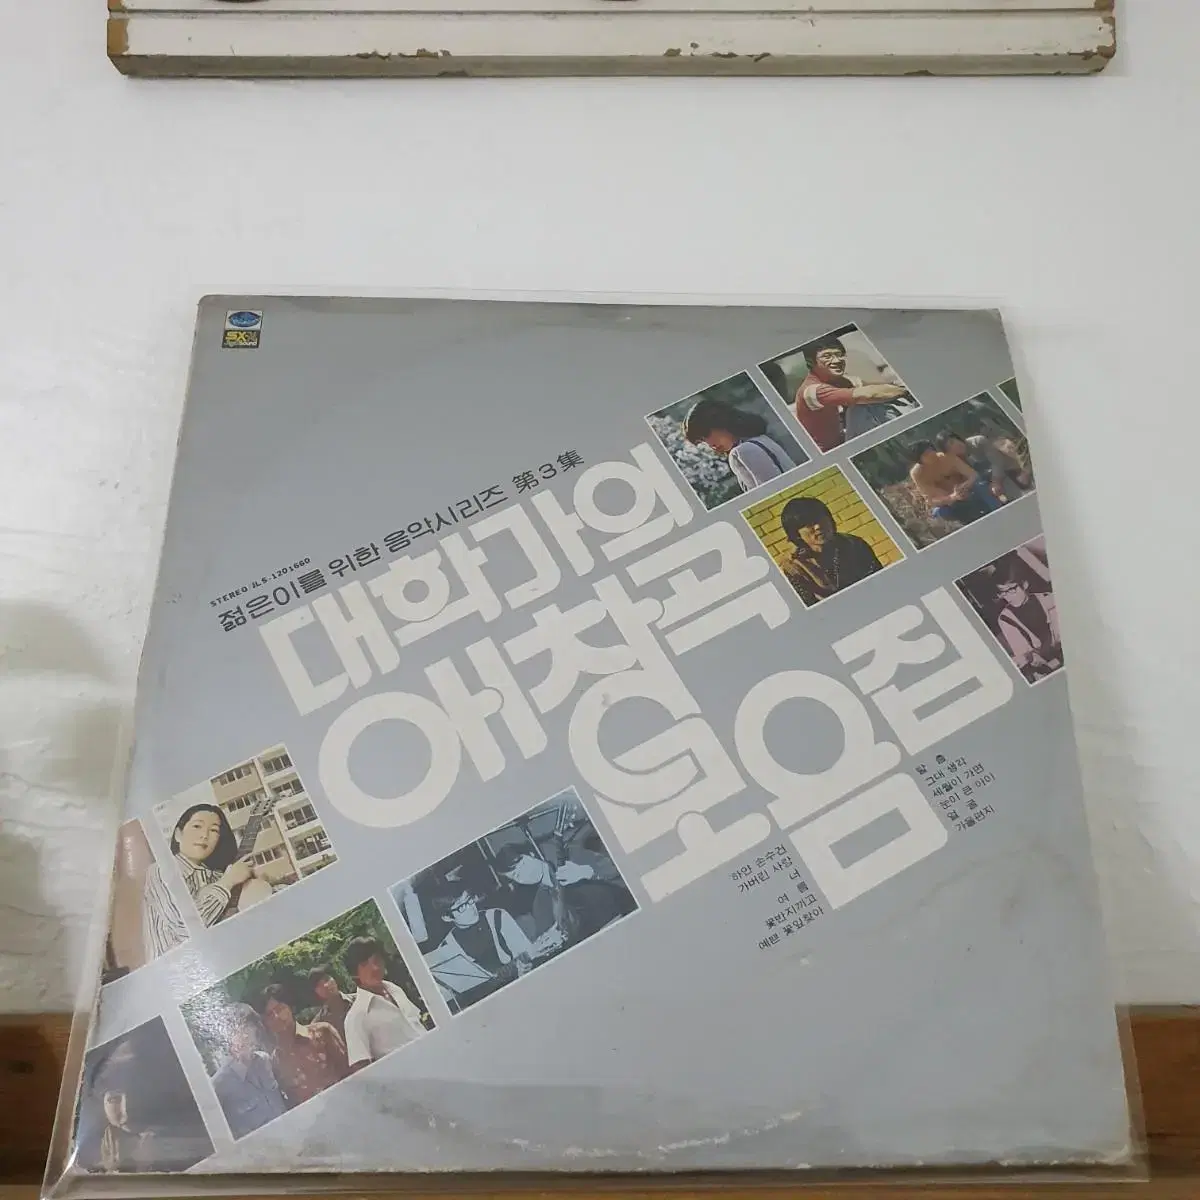 SX
Sound
STEREO/JLS-1201660
젊은이를 위한 음악시리즈 第3集
대학가의
애창곡
모음집
탈 춤
그대 생각
세월이 가면
눈이 큰 아이
얼 굴
가을편지
하얀 손수건
가버린 사랑
너
여 름
꽃반지끼고
예쁜 꽃잎찾아